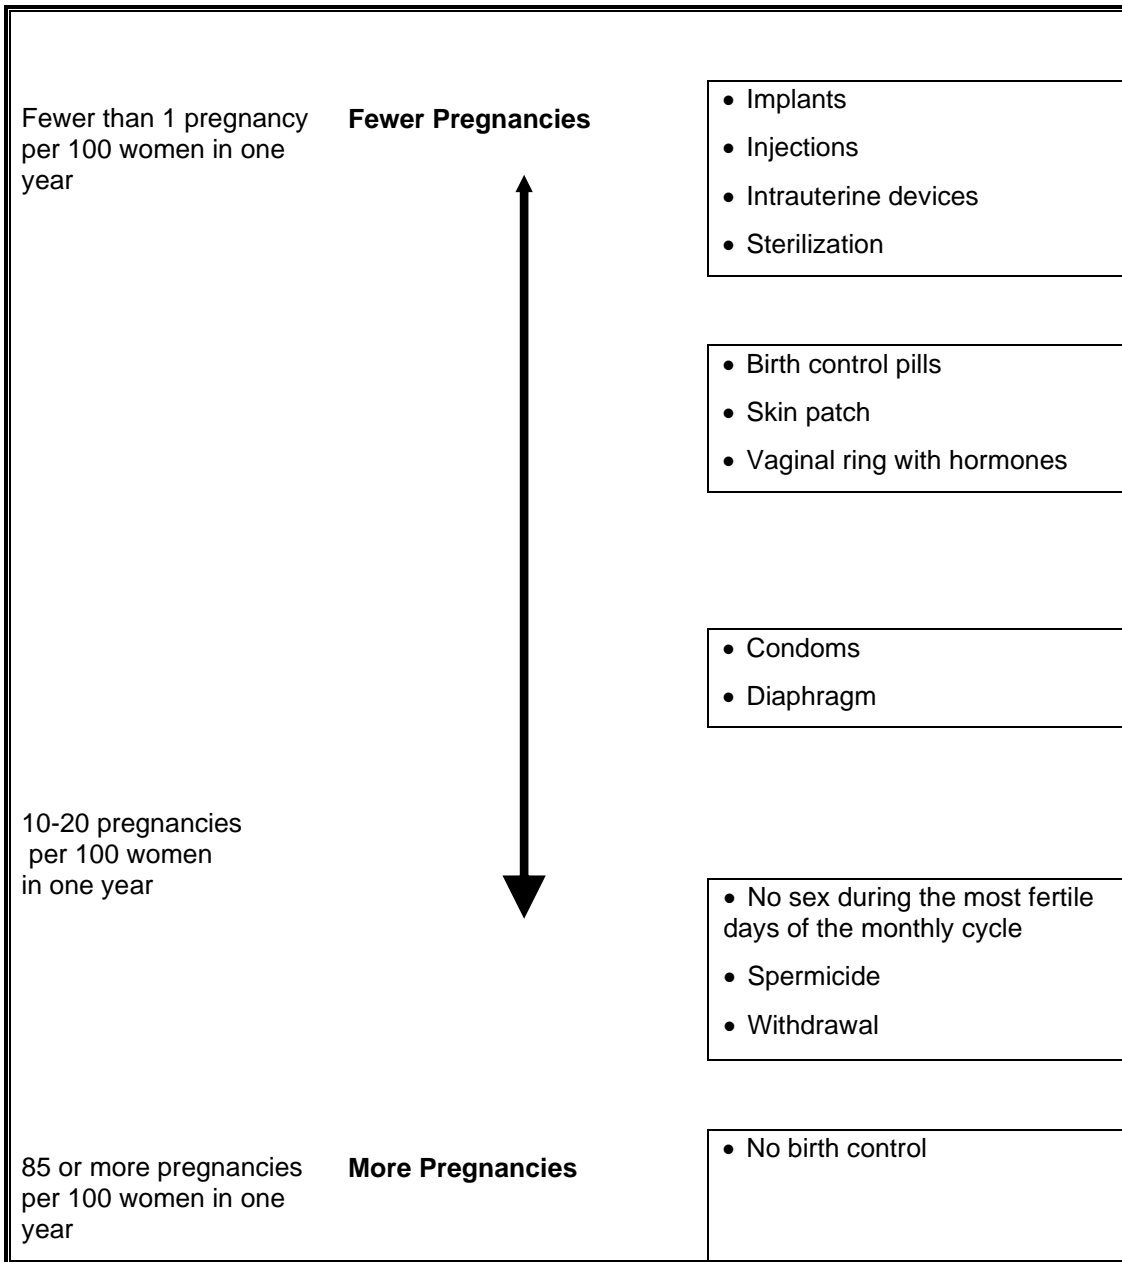 Fewer than 1 pregnancy
per 100 women in one
year
Fewer Pregnancies
• Implants
• Injections
• Intrauterine devices
• Sterilization
• Birth control pills
• Skin patch
• Vaginal ring with hormones
• Condoms
• Diaphragm
10-20 pregnancies
per 100 women
in one year
• No sex during the most fertile
days of the monthly cycle
• Spermicide
• Withdrawal
85 or more pregnancies
per 100 women in one
year
More Pregnancies
• No birth control